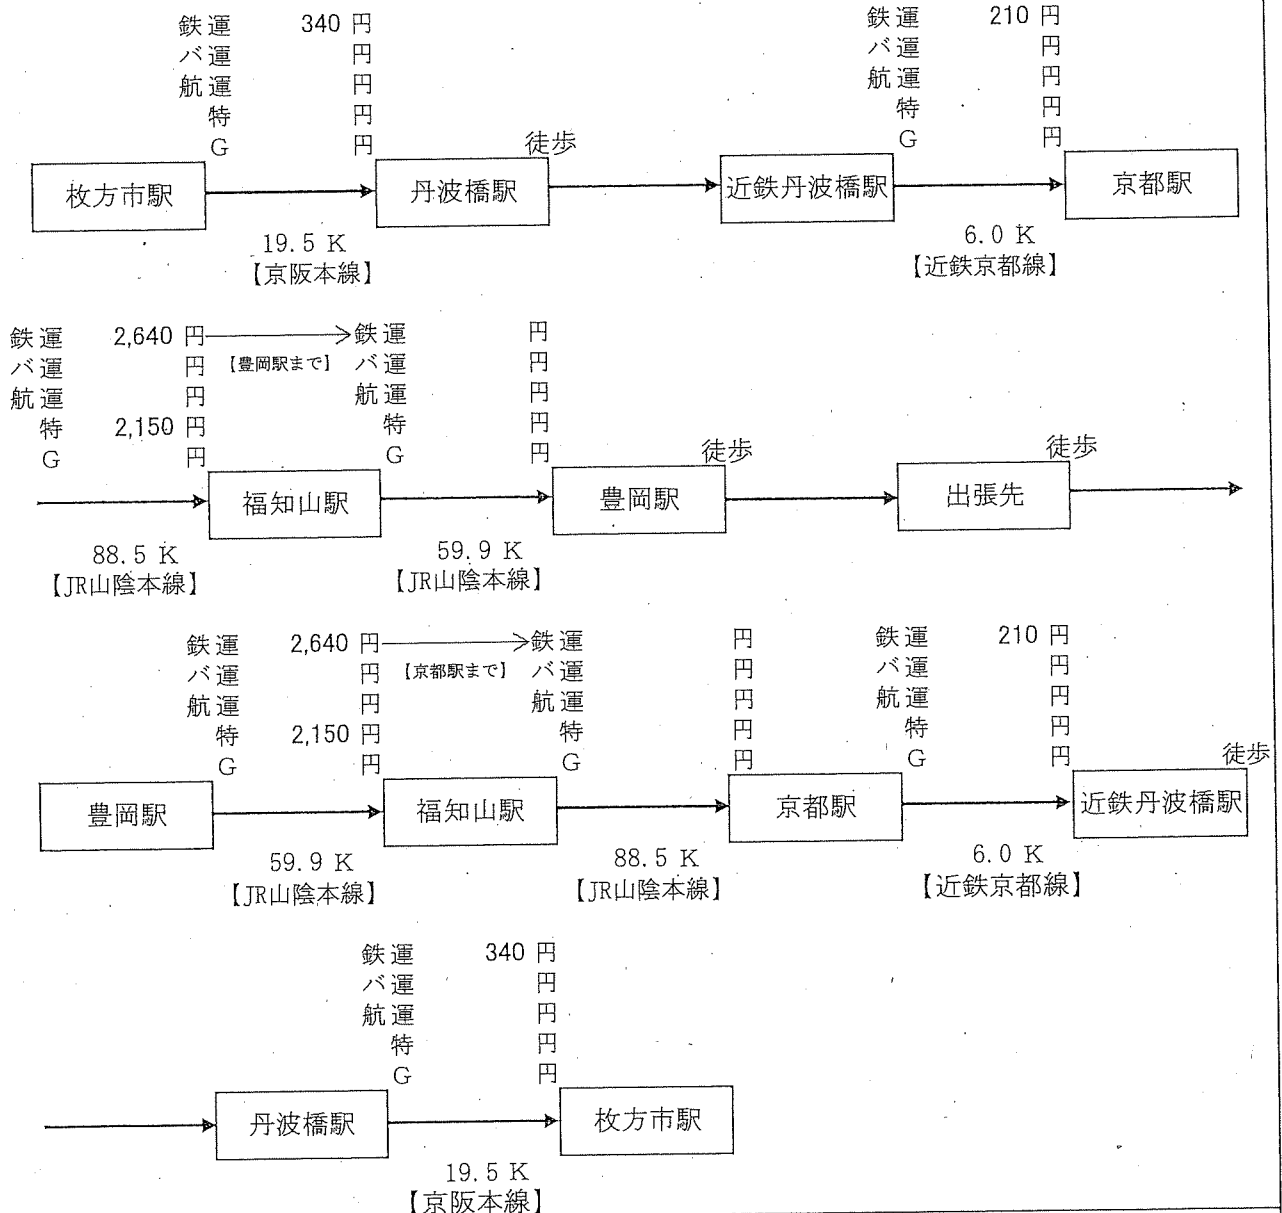 鉄運 340 円 鉄運 210 円
バ運 円 バ運 円
航運 円 航運 円
特 円 特 円
G 円 徒歩 G 円
枚方市駅 丹波橋駅 近鉄丹波橋駅 京都駅
19.5 K 6.0 K
【京阪本線】 【近鉄京都線】
鉄運 2,640 円 鉄運 円
バ運 円 【豊岡駅まで】 バ運 円
航運 円 航運 円
特 2,150 円 特 円
G 円 G 円 徒歩 徒歩
福知山駅 豊岡駅 出張先
88.5 K 59.9 K
【JR山陰本線】 【JR山陰本線】
鉄運 2,640 円 鉄運 円 鉄運 210 円
バ運 円 【京都駅まで】 バ運 円 バ運 円
航運 円 航運 円 航運 円
特 2,150 円 特 円 特 円
G 円 G 円 G 円 徒歩
豊岡駅 福知山駅 京都駅 近鉄丹波橋駅
59.9 K 88.5 K 6.0 K
【JR山陰本線】 【JR山陰本線】 【近鉄京都線】
鉄運 340 円
バ運 円
航運 円
特 円
G 円
丹波橋駅 枚方市駅
19.5 K
【京阪本線】